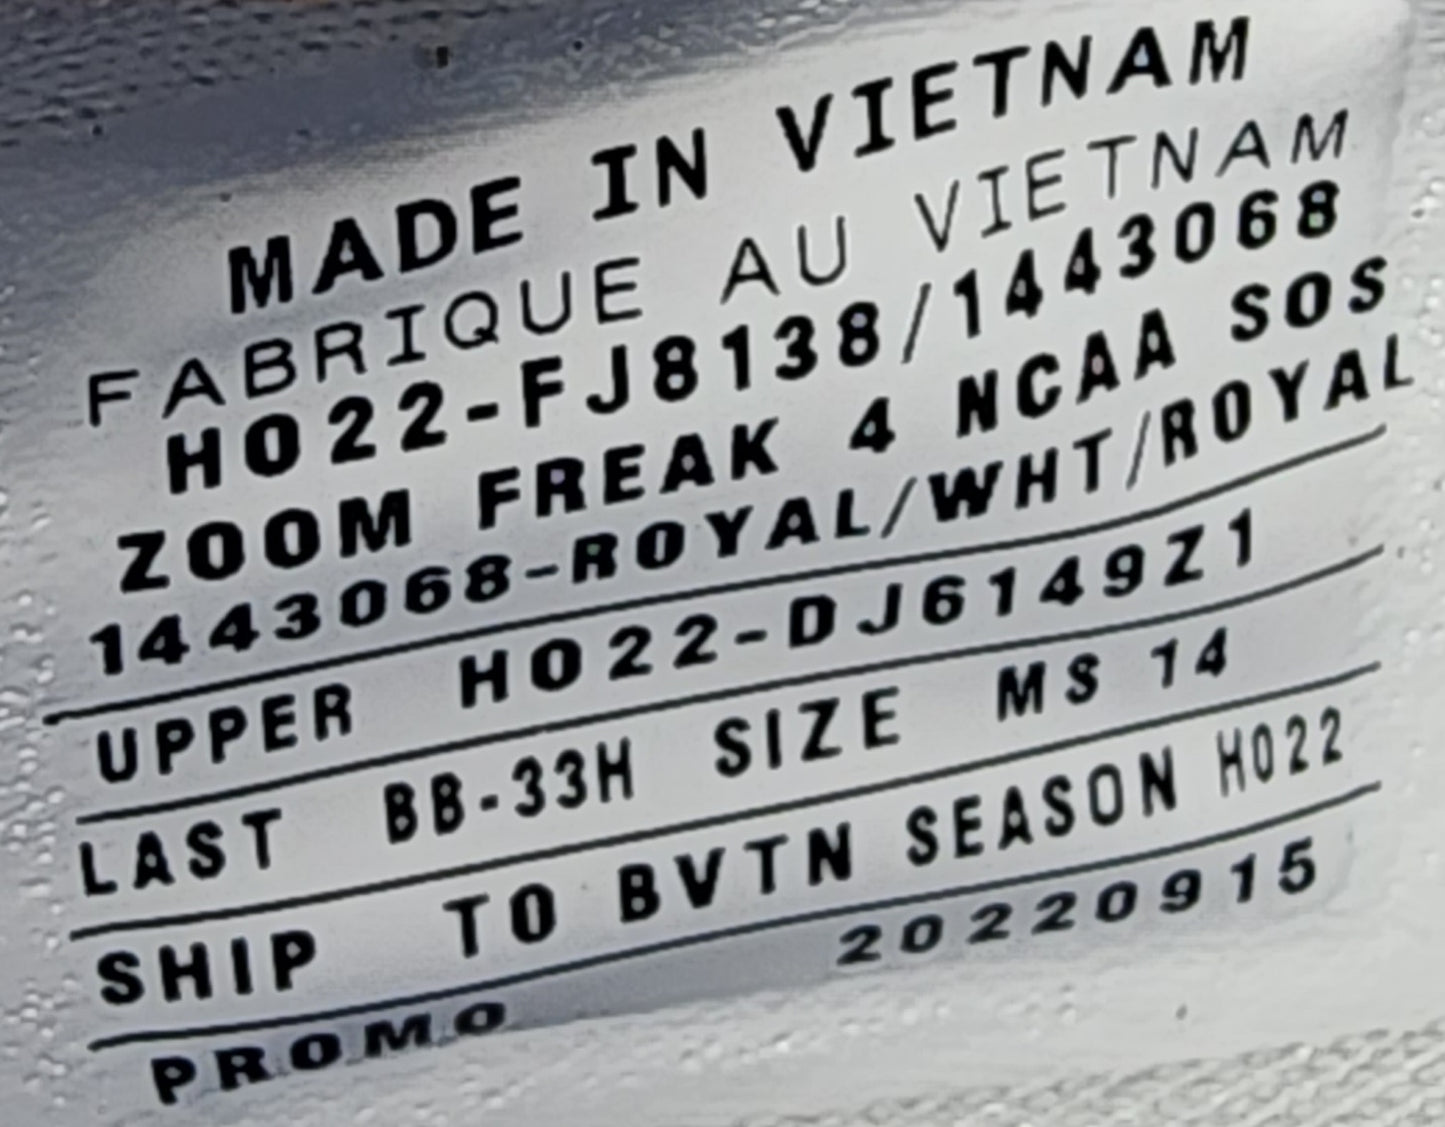 MADE IN VIETNAM
FABRIQUE AU VIETNAM
HO22-FJ8138/1443068
ZOOM FREAK 4 NCAA SOS
1443068-ROYAL/WHT/ROYAL
UPPER HO22-DJ6149Z1
LAST BB-33H SIZE MS 14
SHIP TO BVTN SEASON HO22
PROMO 20220915